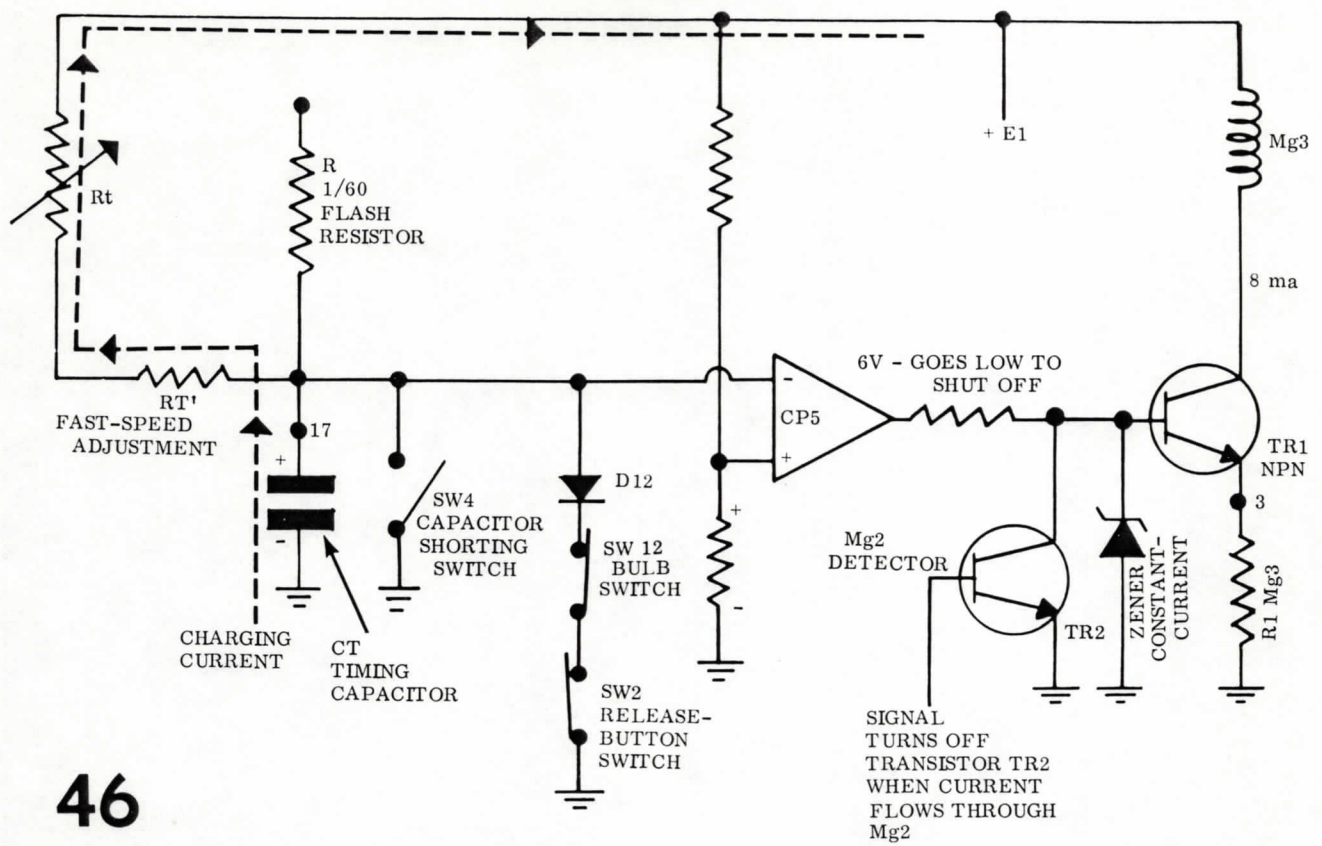 + E1
Mg3
R
1/60
FLASH
RESISTOR
Rt
8 ma
6V - GOES LOW TO
SHUT OFF
-
CP5
+
RT'
FAST-SPEED
ADJUSTMENT
17
+
-
SW4
CAPACITOR
SHORTING
SWITCH
D12
SW 12
BULB
SWITCH
+
-
TR1
NPN
3
Mg2
DETECTOR
TR2
ZENER
CONSTANT-
CURRENT
R1 Mg3
CHARGING
CURRENT
CT
TIMING
CAPACITOR
SW2
RELEASE-
BUTTON
SWITCH
SIGNAL
TURNS OFF
TRANSISTOR TR2
WHEN CURRENT
FLOWS THROUGH
Mg2
46